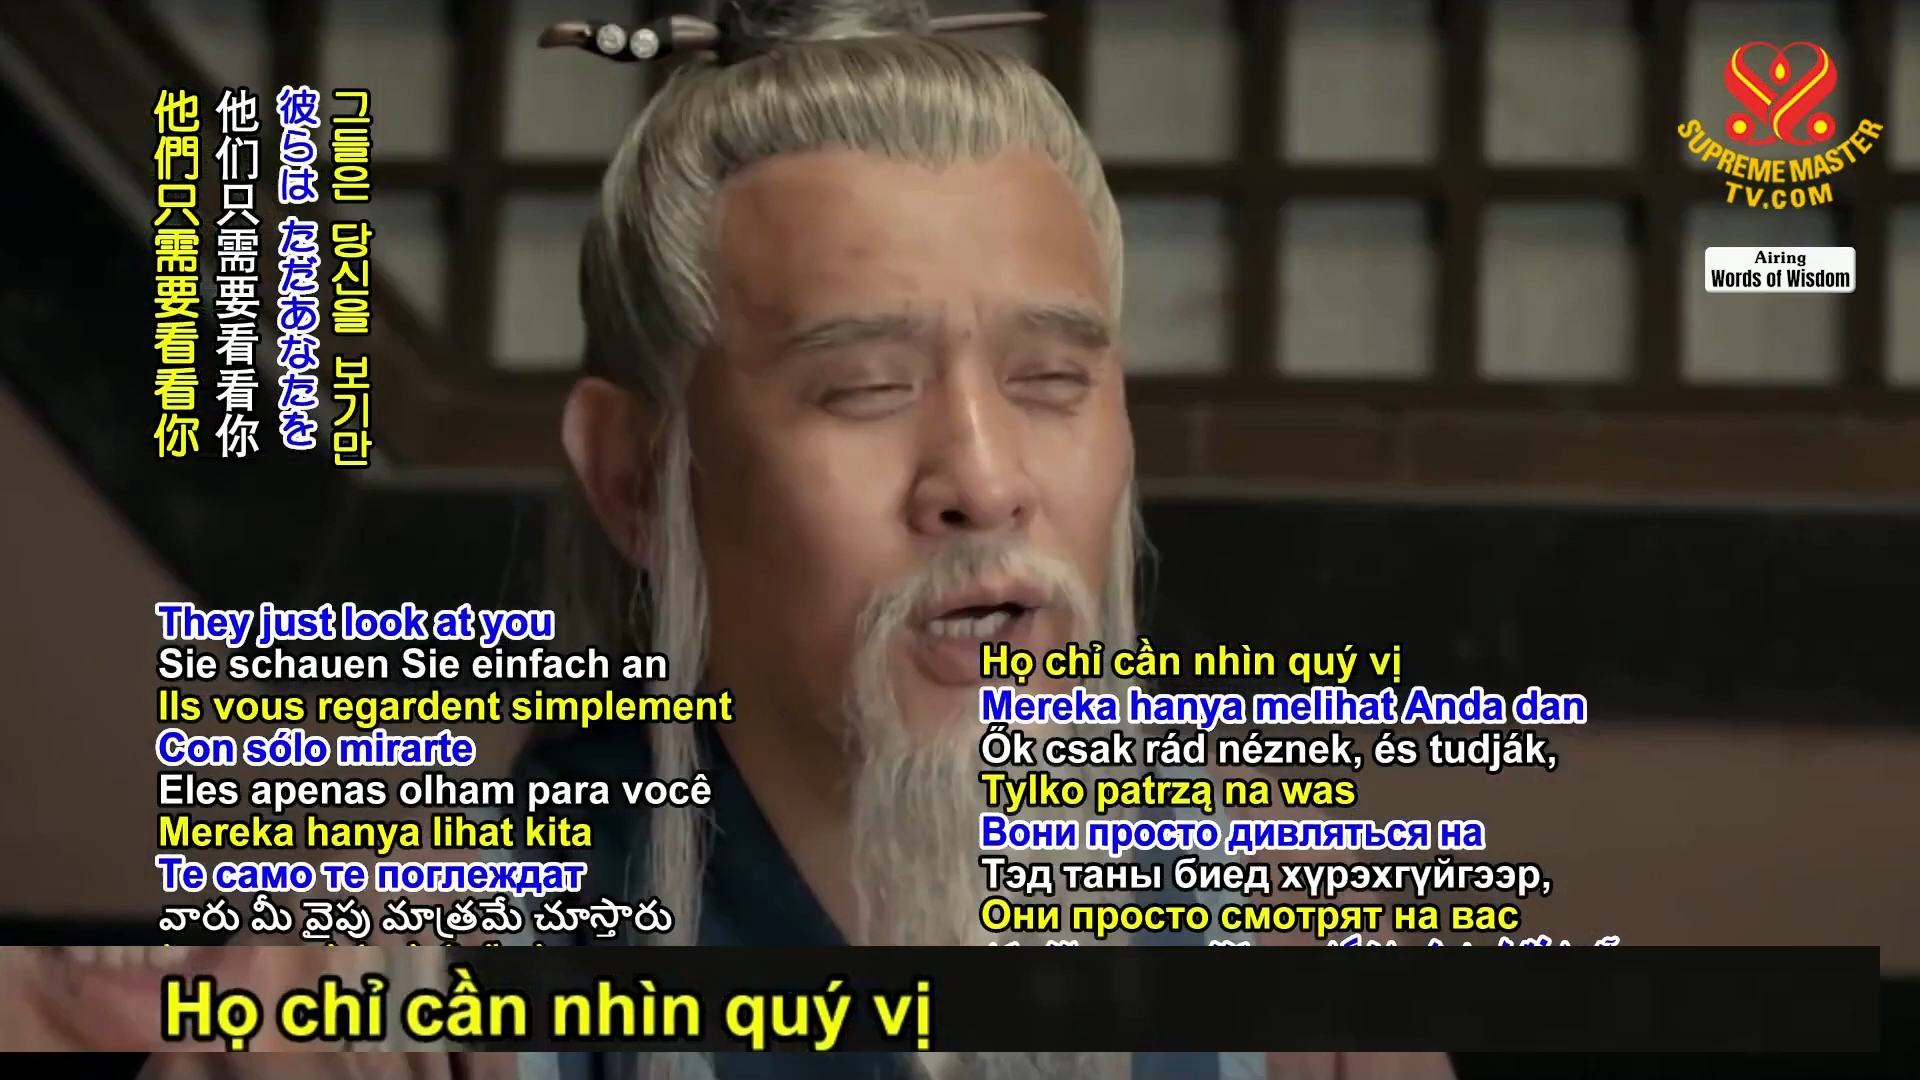 他們只需要看看你
他们只需要看看你
彼らは ただあなたを
그들은 당신을 보기만
SUPREME MASTER
TV.COM
Airing
Words of Wisdom
They just look at you
Sie schauen Sie einfach an
Ils vous regardent simplement
Con sólo mirarte
Eles apenas olham para você
Mereka hanya lihat kita
Те само те поглеждат
వారు మీ వైపు మాత్రమే చూస్తారు
Họ chỉ cần nhìn quý vị
Mereka hanya melihat Anda dan
Ők csak rád néznek, és tudják,
Tylko patrzą na was
Вони просто дивляться на
Тэд таны биед хүрэхгүйгээр,
Они просто смотрят на вас
Họ chỉ cần nhìn quý vị